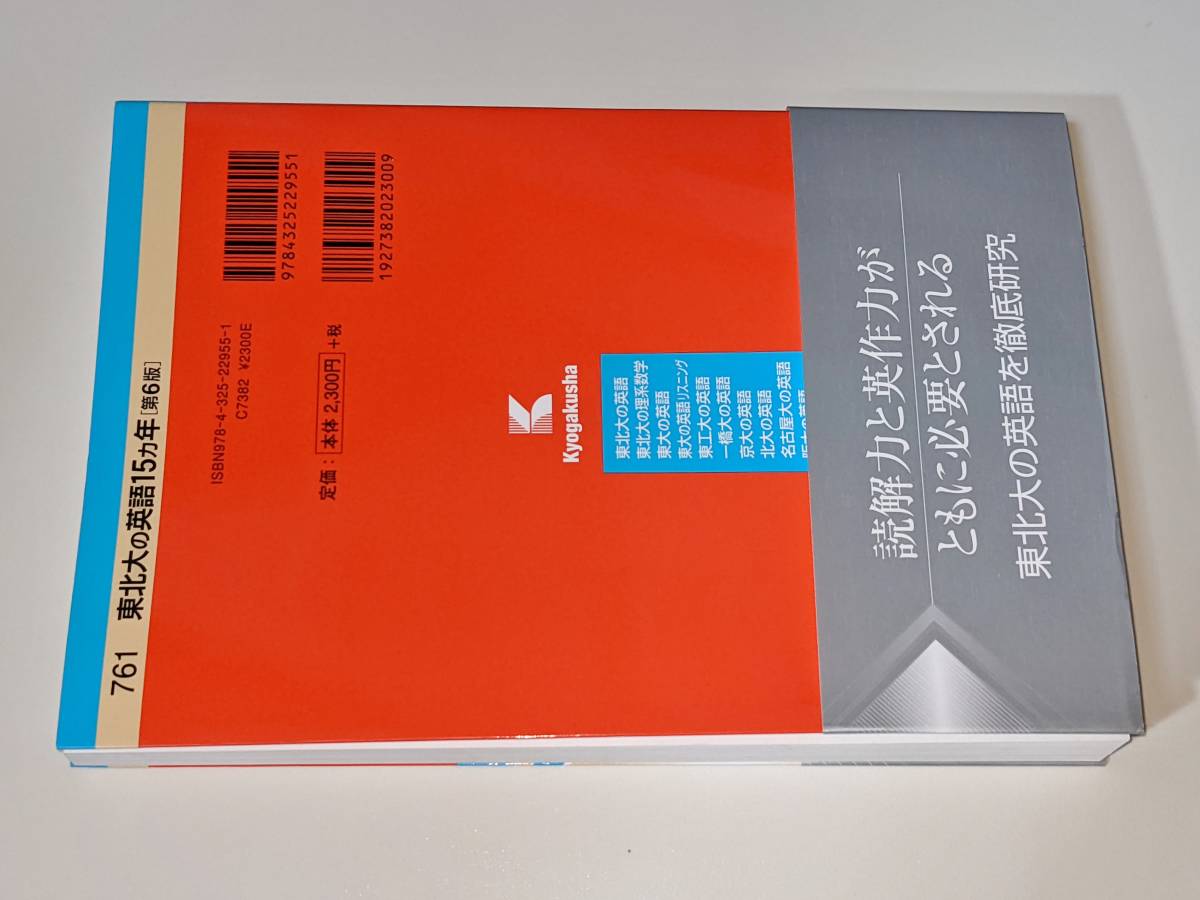 761 東北大の英語15カ年[第6版]
9784325229551
1927382023009
ISBN978-4-325-22955-1
C7382 ¥2300E
定価：本体 2,300円+税
Kyogakusha
東北大の英語
東北大の理系数学
東大の英語
東大の英語リスニング
東工大の英語
一橋大の英語
京大の英語
北大の英語
名古屋大の英語
読解力と英作力が
ともに必要とされる
東北大の英語を徹底研究